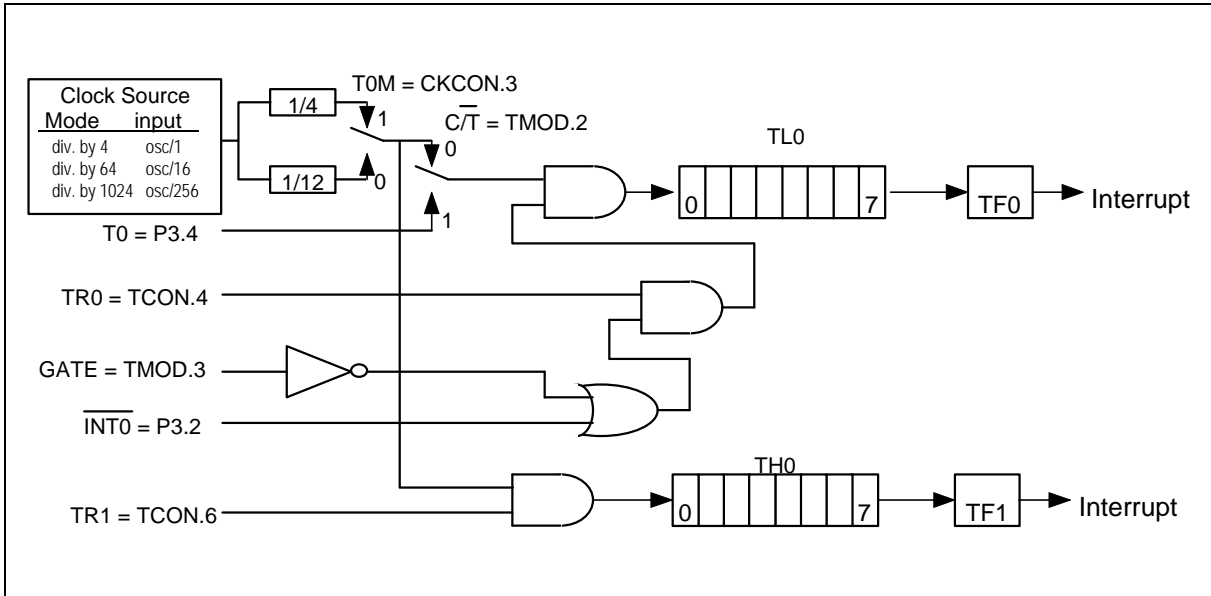 Clock Source
Mode input
div. by 4 osc/1
div. by 64 osc/16
div. by 1024 osc/256
1/4
1/12
T0M = CKCON.3
1
0
C/T̅ = TMOD.2
0
1
T0 = P3.4
TL0
0 7
TF0
Interrupt
TR0 = TCON.4
GATE = TMOD.3
I̅N̅T̅0̅ = P3.2
TR1 = TCON.6
TH0
0 7
TF1
Interrupt